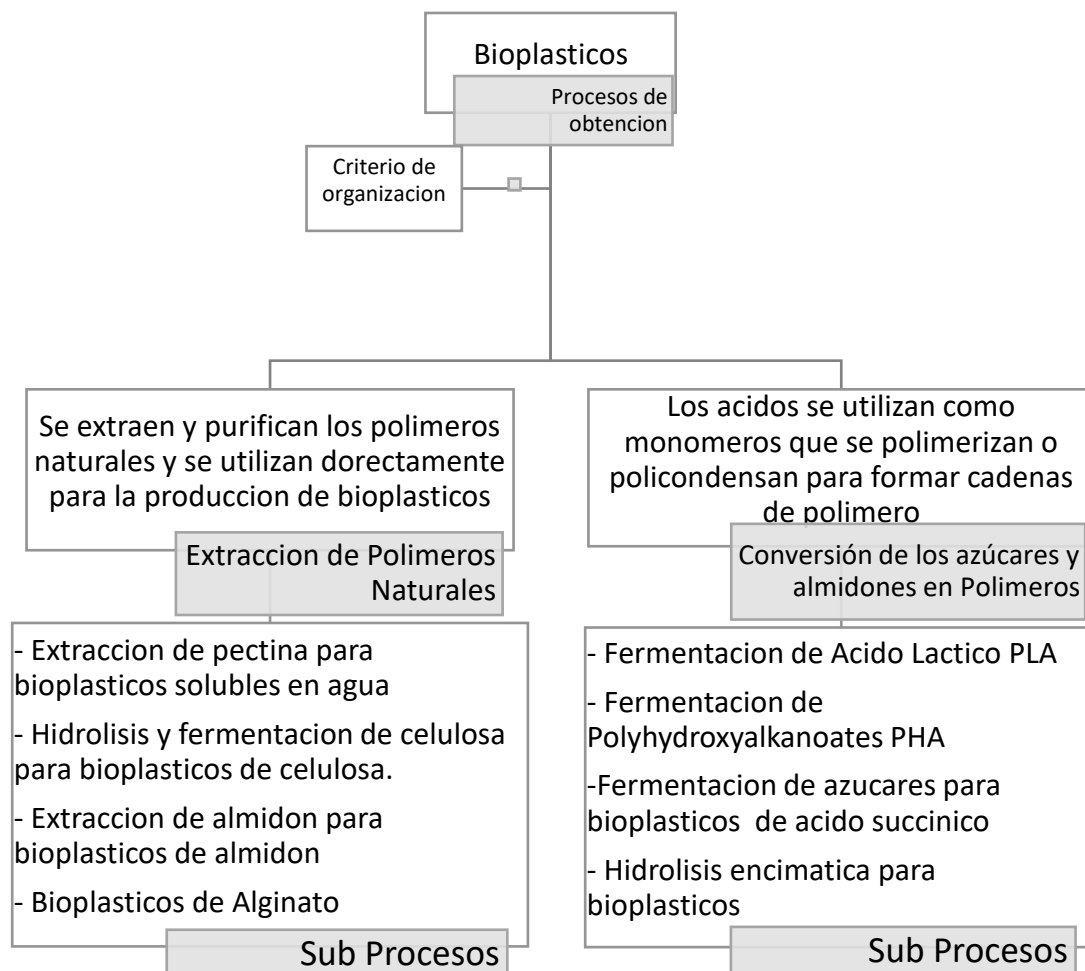 Bioplasticos
Procesos de
obtencion
Criterio de
organizacion
Se extraen y purifican los polimeros
naturales y se utilizan dorectamente
para la produccion de bioplasticos
Extraccion de Polimeros
Naturales
- Extraccion de pectina para
bioplasticos solubles en agua
- Hidrolisis y fermentacion de celulosa
para bioplasticos de celulosa.
- Extraccion de almidon para
bioplasticos de almidon
- Bioplasticos de Alginato
Sub Procesos
Los acidos se utilizan como
monomeros que se polimerizan o
policondensan para formar cadenas
de polimero
Conversión de los azúcares y
almidones en Polimeros
- Fermentacion de Acido Lactico PLA
- Fermentacion de
Polyhydroxyalkanoates PHA
-Fermentacion de azucares para
bioplasticos  de acido succinico
- Hidrolisis encimatica para
bioplasticos
Sub Procesos